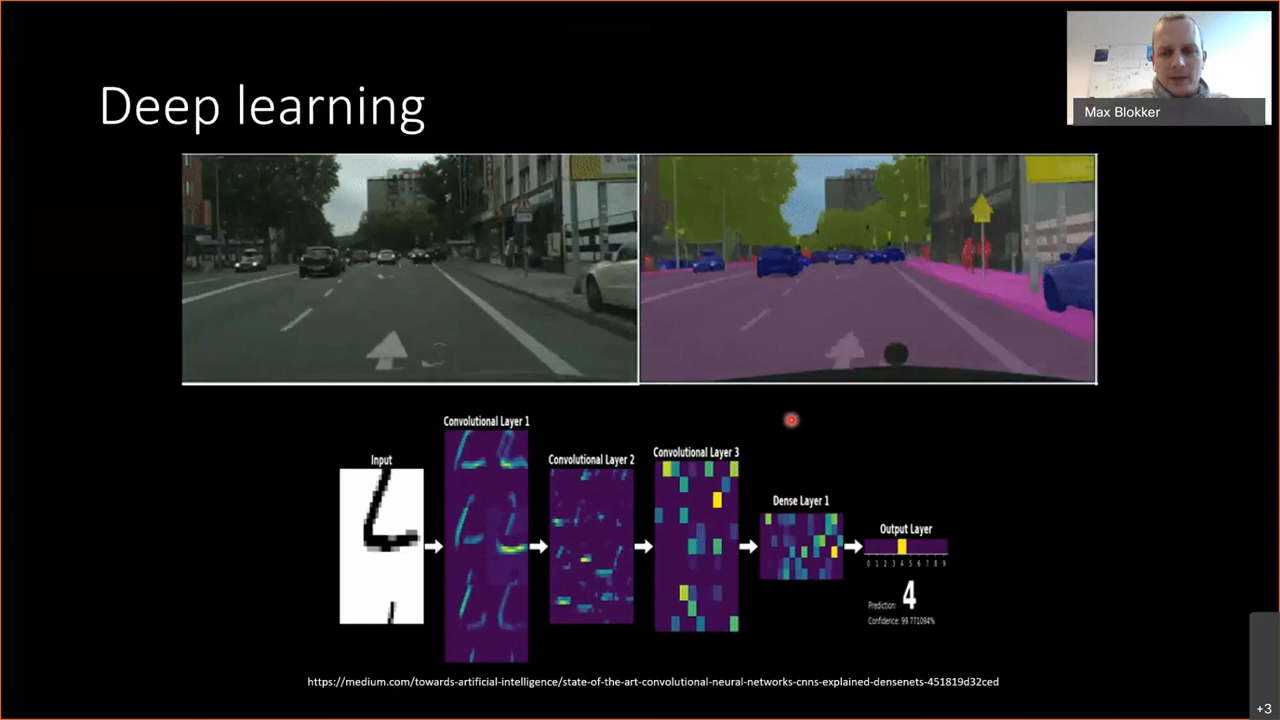 Deep learning
Max Blokker
Convolutional Layer 1
Input
Convolutional Layer 2
Convolutional Layer 3
Dense Layer 1
Output Layer
0 1 2 3 4 5 6 7 8 9
Prediction: 4
Confidence: 99.771094%
https://medium.com/towards-artificial-intelligence/state-of-the-art-convolutional-neural-networks-cnns-explained-densenets-451819d32ced
+3